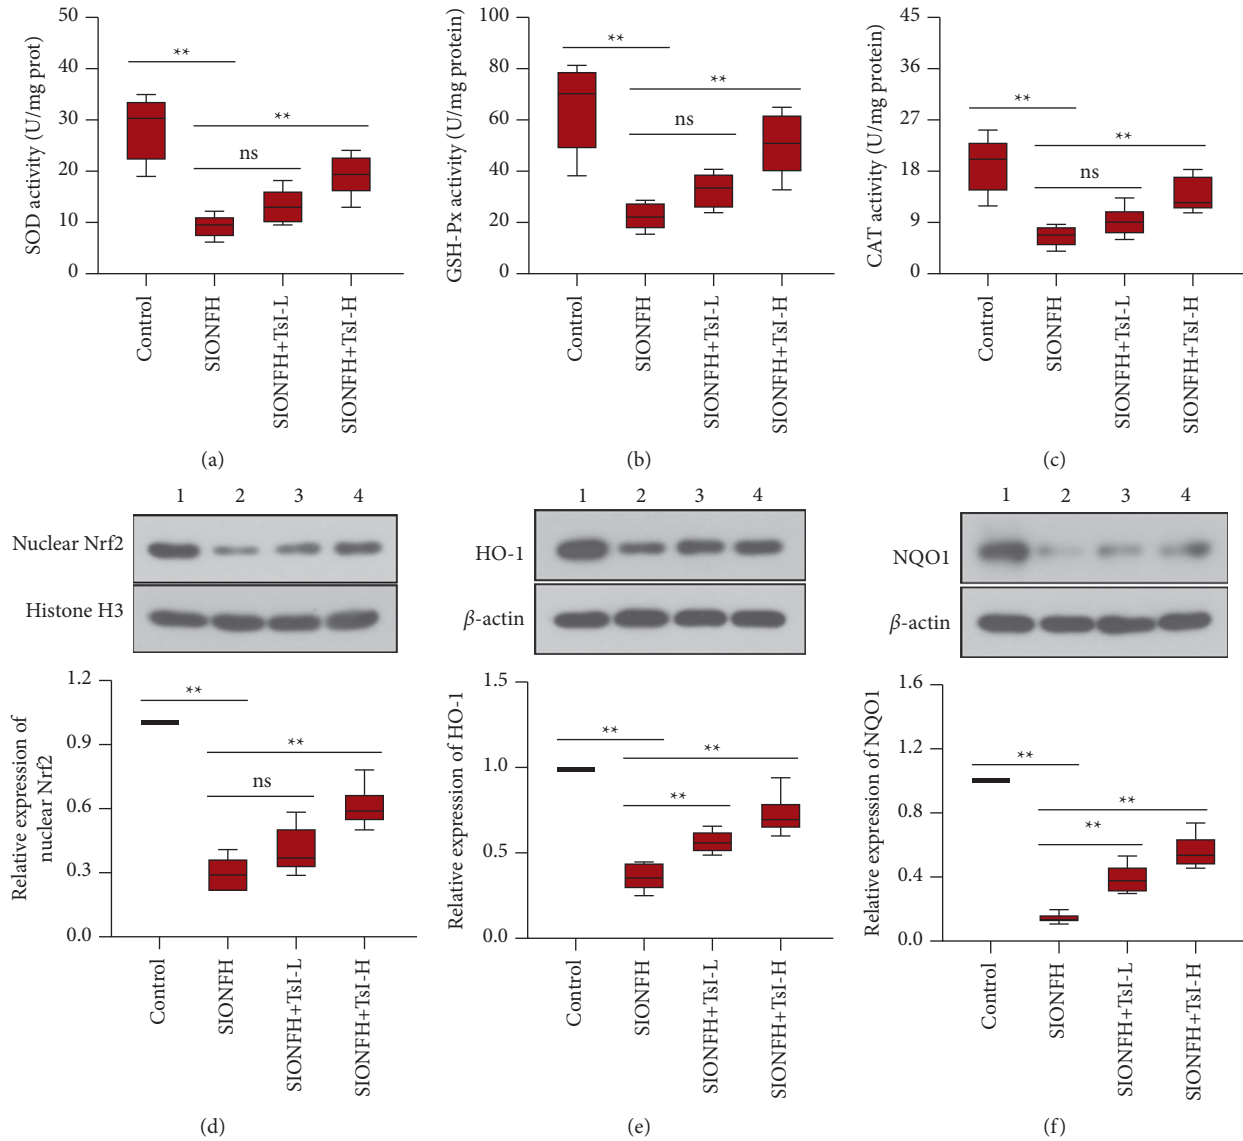 SOD activity (U/mg prot)
50
40
30
20
10
0
**
**
ns
Control
SIONFH
SIONFH+TsI-L
SIONFH+TsI-H
(a)
GSH-Px activity (U/mg protein)
100
80
60
40
20
0
**
**
ns
Control
SIONFH
SIONFH+TsI-L
SIONFH+TsI-H
(b)
CAT activity (U/mg protein)
45
36
27
18
9
0
**
**
ns
Control
SIONFH
SIONFH+TsI-L
SIONFH+TsI-H
(c)
1 2 3 4
Nuclear Nrf2
Histone H3
Relative expression of
nuclear Nrf2
1.2
0.9
0.6
0.3
0.0
**
**
ns
Control
SIONFH
SIONFH+TsI-L
SIONFH+TsI-H
(d)
1 2 3 4
HO-1
β-actin
Relative expression of HO-1
1.5
1.0
0.5
0.0
**
**
**
Control
SIONFH
SIONFH+TsI-L
SIONFH+TsI-H
(e)
1 2 3 4
NQO1
β-actin
Relative expression of NQO1
1.6
1.2
0.8
0.4
0.0
**
**
**
Control
SIONFH
SIONFH+TsI-L
SIONFH+TsI-H
(f)